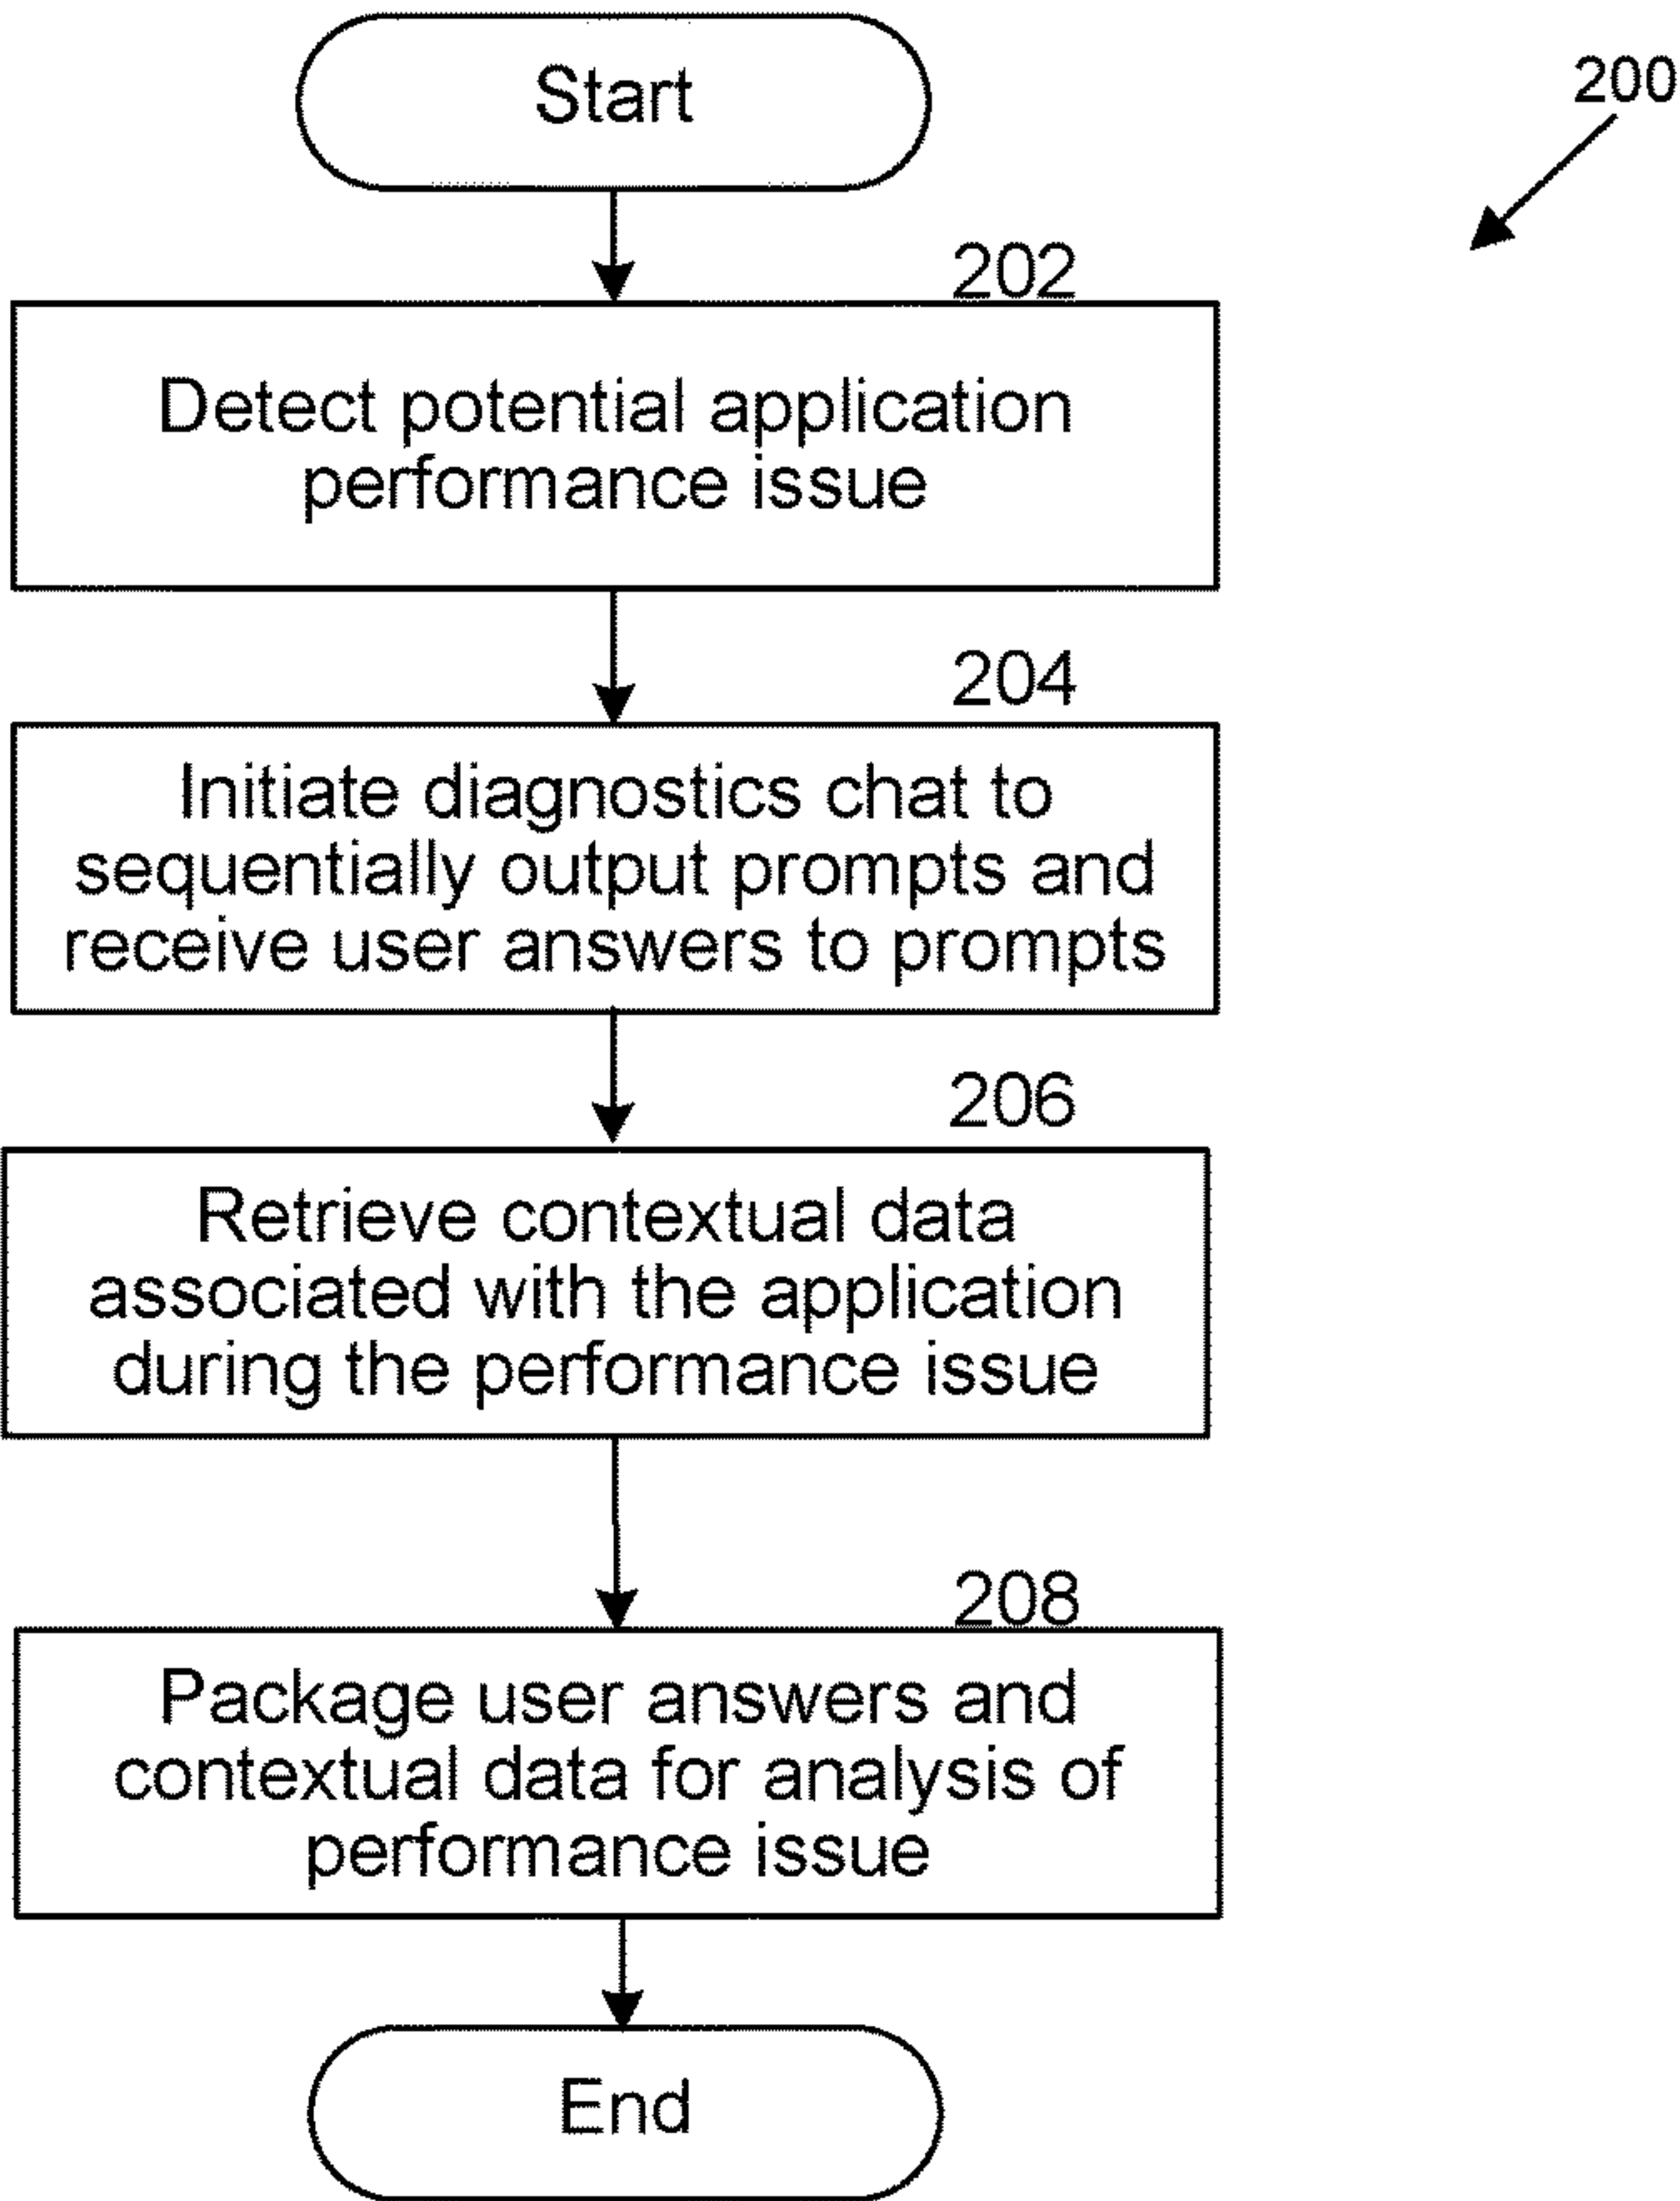 Start
200
202
Detect potential application
performance issue
204
Initiate diagnostics chat to
sequentially output prompts and
receive user answers to prompts
206
Retrieve contextual data
associated with the application
during the performance issue
208
Package user answers and
contextual data for analysis of
performance issue
End